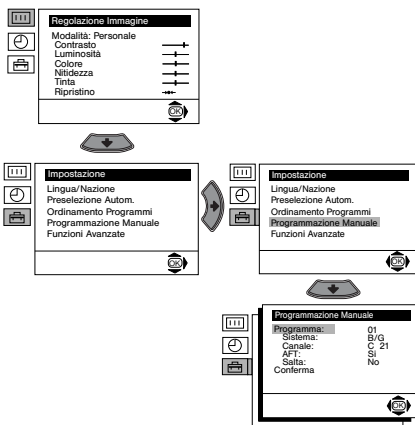 Regolazione Immagine
Modalità: Personale
Contrasto
Luminosità
Colore
Nitidezza
Tinta
Ripristino
OK
Impostazione
Lingua/Nazione
Preselezione Autom.
Ordinamento Programmi
Programmazione Manuale
Funzioni Avanzate
OK
Impostazione
Lingua/Nazione
Preselezione Autom.
Ordinamento Programmi
Programmazione Manuale
Funzioni Avanzate
OK
Programmazione Manuale
Programma: 01
Sistema: B/G
Canale: C 21
AFT: Sì
Salta: No
Conferma
OK